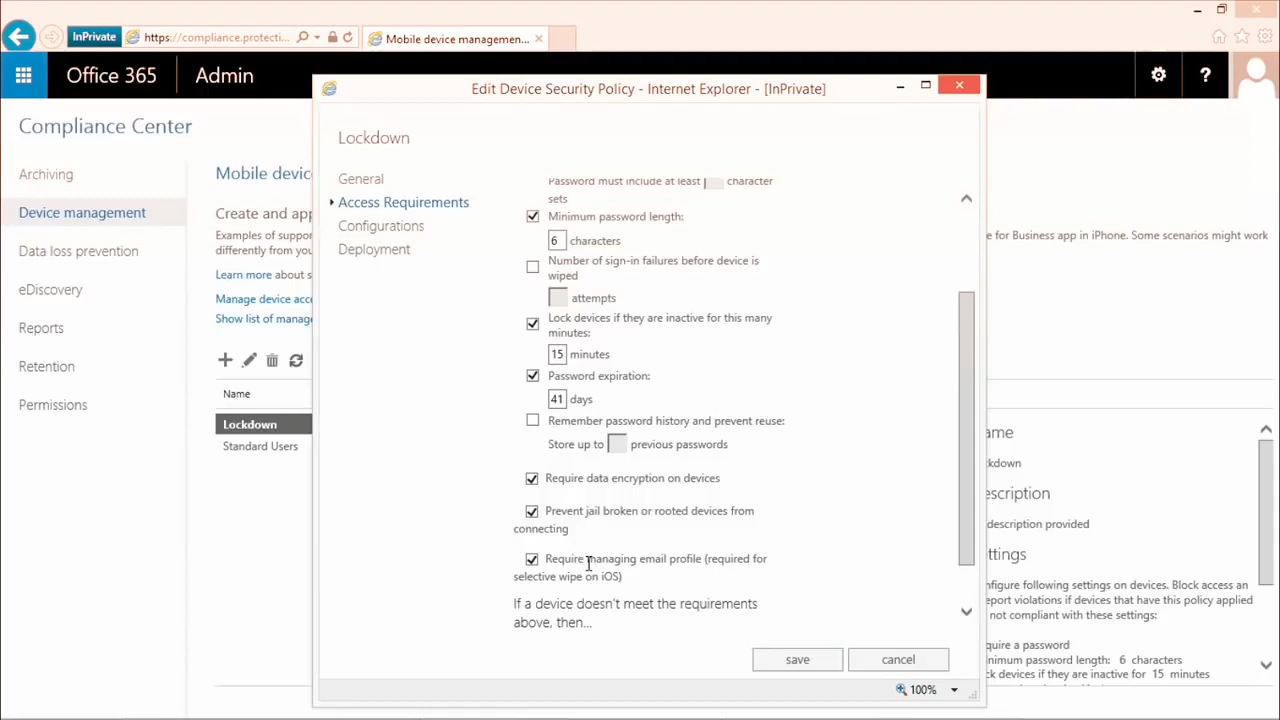 InPrivate
https://compliance.protecti...
Mobile device managemen...
Office 365
Admin
?
Edit Device Security Policy - Internet Explorer - [InPrivate]
Compliance Center
Archiving
Device management
Data loss prevention
eDiscovery
Reports
Retention
Permissions
Mobile devic
Create and app
Examples of suppor
differently from you
Learn more about s
Manage device acc
Show list of manag
Name
Lockdown
Standard Users
Lockdown
General
Access Requirements
Configurations
Deployment
Password must include at least character
sets
Minimum password length:
6 characters
Number of sign-in failures before device is
wiped
attempts
Lock devices if they are inactive for this many
minutes:
15 minutes
Password expiration:
41 days
Remember password history and prevent reuse:
Store up to previous passwords
Require data encryption on devices
Prevent jail broken or rooted devices from
connecting
Require managing email profile (required for
selective wipe on iOS)
If a device doesn't meet the requirements
above, then...
save
cancel
100%
e for Business app in iPhone. Some scenarios might work
ame
ckdown
escription
description provided
ettings
nfigure following settings on devices. Block access an
eport violations if devices that have this policy applied
not compliant with these settings:
quire a password
nimum password length: 6 characters
ck devices if they are inactive for 15 minutes